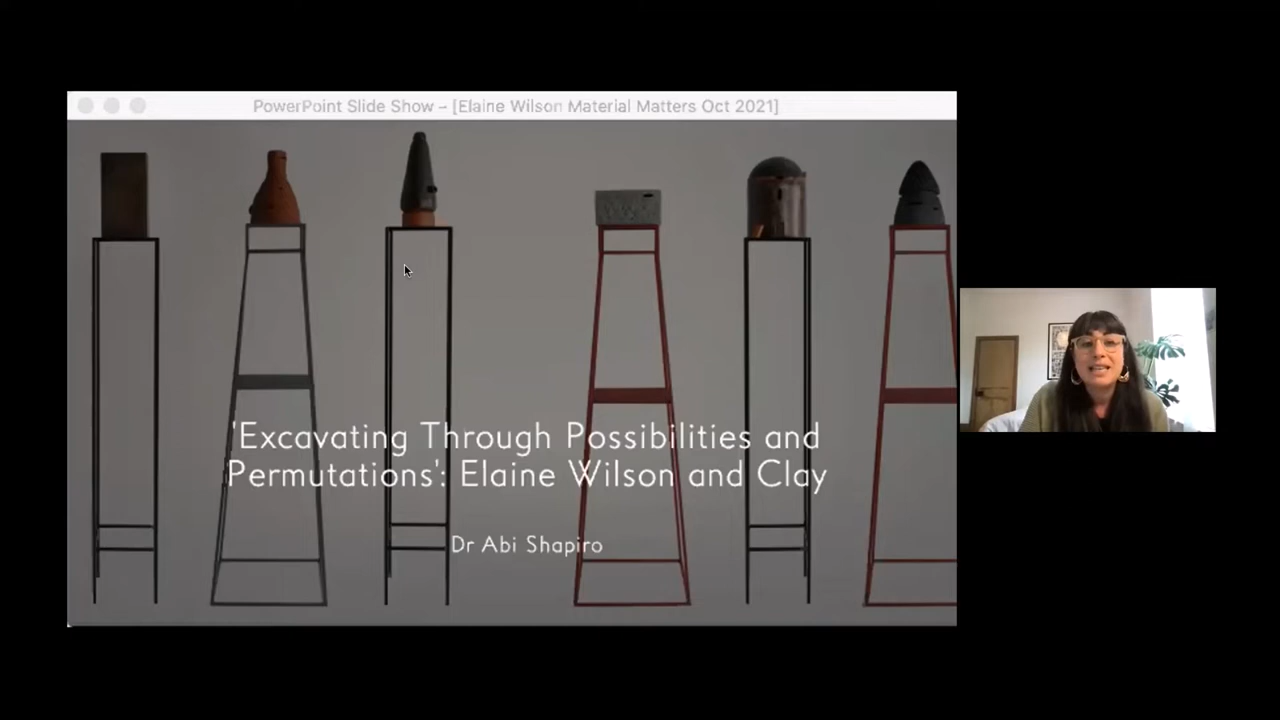 PowerPoint Slide Show – [Elaine Wilson Material Matters Oct 2021]
'Excavating Through Possibilities and
Permutations': Elaine Wilson and Clay
Dr Abi Shapiro